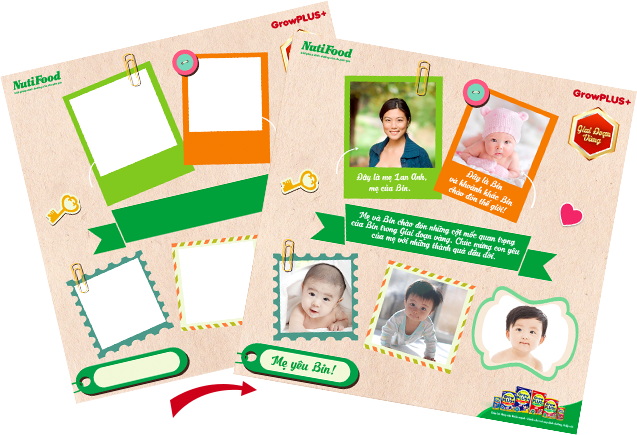 GrowPLUS+
NutiFood
NutiFood
GrowPLUS+
Giai Đoạn
Vàng
Đây là mẹ Lan Anh,
mẹ của Bin.
Đây là Bin
và khoảnh khắc Bin
chào đón thế giới!
Mẹ và Bin chào đón những cột mốc quan trọng
của Bin trong Giai đoạn vàng. Chúc mừng con yêu
của mẹ với những thành quả đầu đời.
Mẹ yêu Bin!